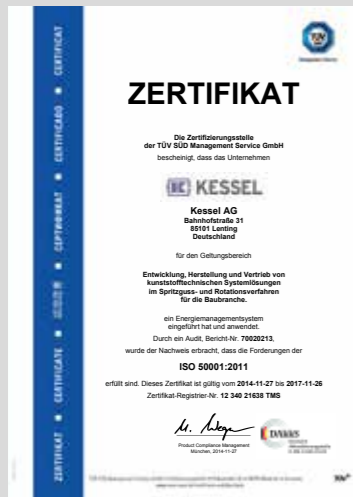 TÜV
ZERTIFIKAT
Die Zertifizierungsstelle
der TÜV SÜD Management Service GmbH
bescheinigt, dass das Unternehmen
KESSEL
Kessel AG
Bahnhofstraße 31
85101 Lenting
Deutschland
für den Geltungsbereich
Entwicklung, Herstellung und Vertrieb von
kunststofftechnischen Systemlösungen
im Spritzguss- und Rotationsverfahren
für die Baubranche.
ein Energiemanagementsystem
eingeführt hat und anwendet.
Durch ein Audit, Bericht-Nr. 70020213,
wurde der Nachweis erbracht, dass die Forderungen der
ISO 50001:2011
erfüllt sind. Dieses Zertifikat ist gültig vom 2014-11-27 bis 2017-11-26
Zertifikat-Registrier-Nr. 12 340 21638 TMS
Product Compliance Management
München, 2014-11-27
DAkkS
ZERTIFIKAT ◆ CERTIFICATE ◆ ◆ СЕРТИФИКАТ ◆ CERTIFICADO ◆ CERTIFICAT